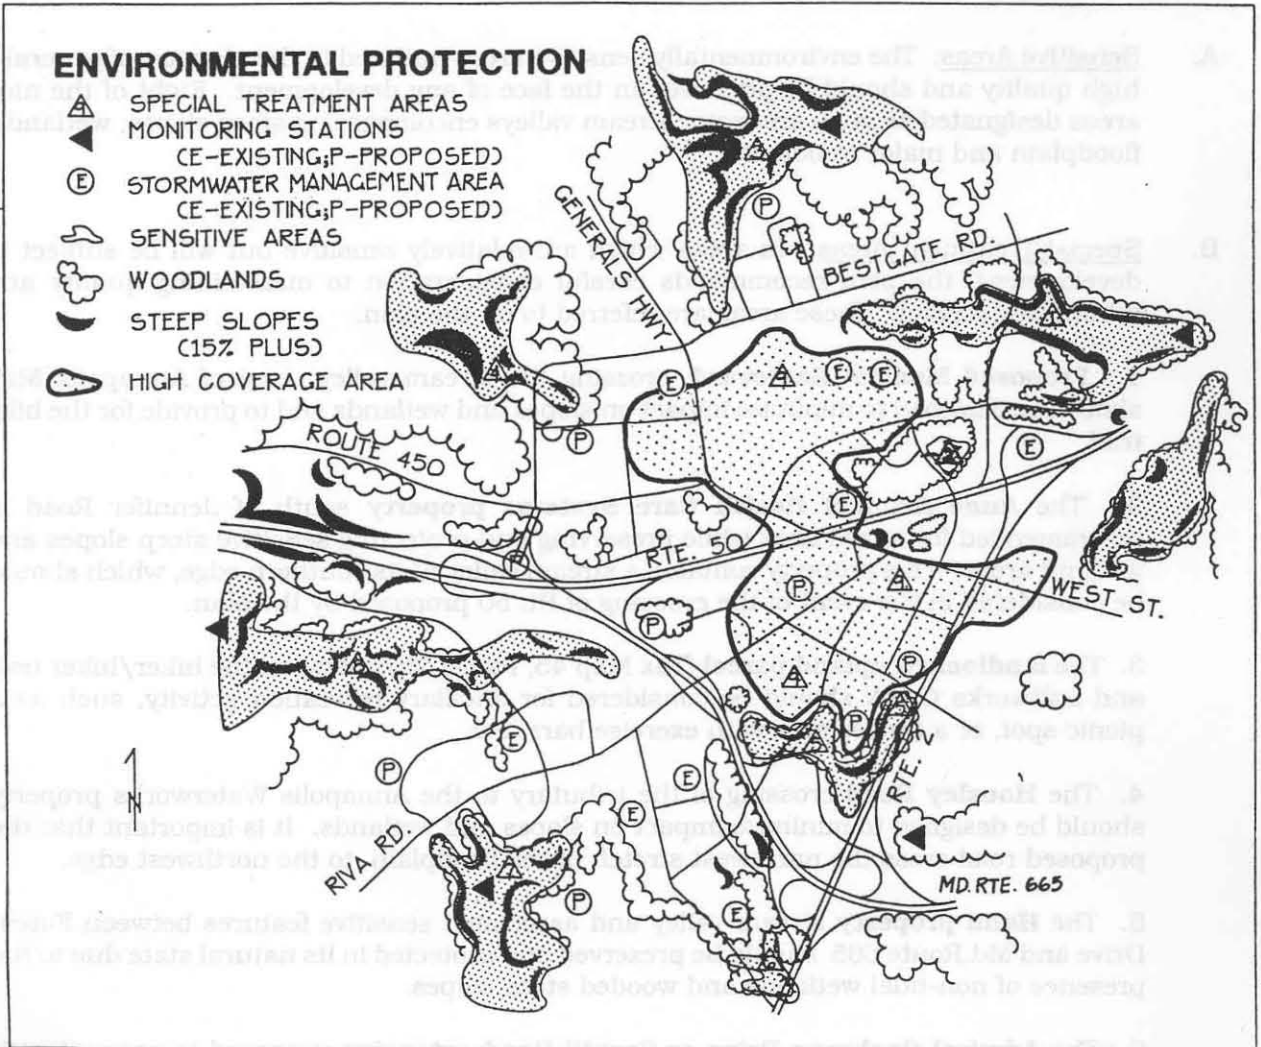 ENVIRONMENTAL PROTECTION
SPECIAL TREATMENT AREAS
MONITORING STATIONS
(E-EXISTING;P-PROPOSED)
E STORMWATER MANAGEMENT AREA
(E-EXISTING;P-PROPOSED)
SENSITIVE AREAS
WOODLANDS
STEEP SLOPES
(15% PLUS)
HIGH COVERAGE AREA
GENERALS HWY
P
E
BESTGATE RD.
E
E
E
P
E
ROUTE 450
E
RTE. 50
P
P
WEST ST.
P
P
E
P
E
E
RTE. 2
N
RIVA RD.
P
E
MD. RTE. 665